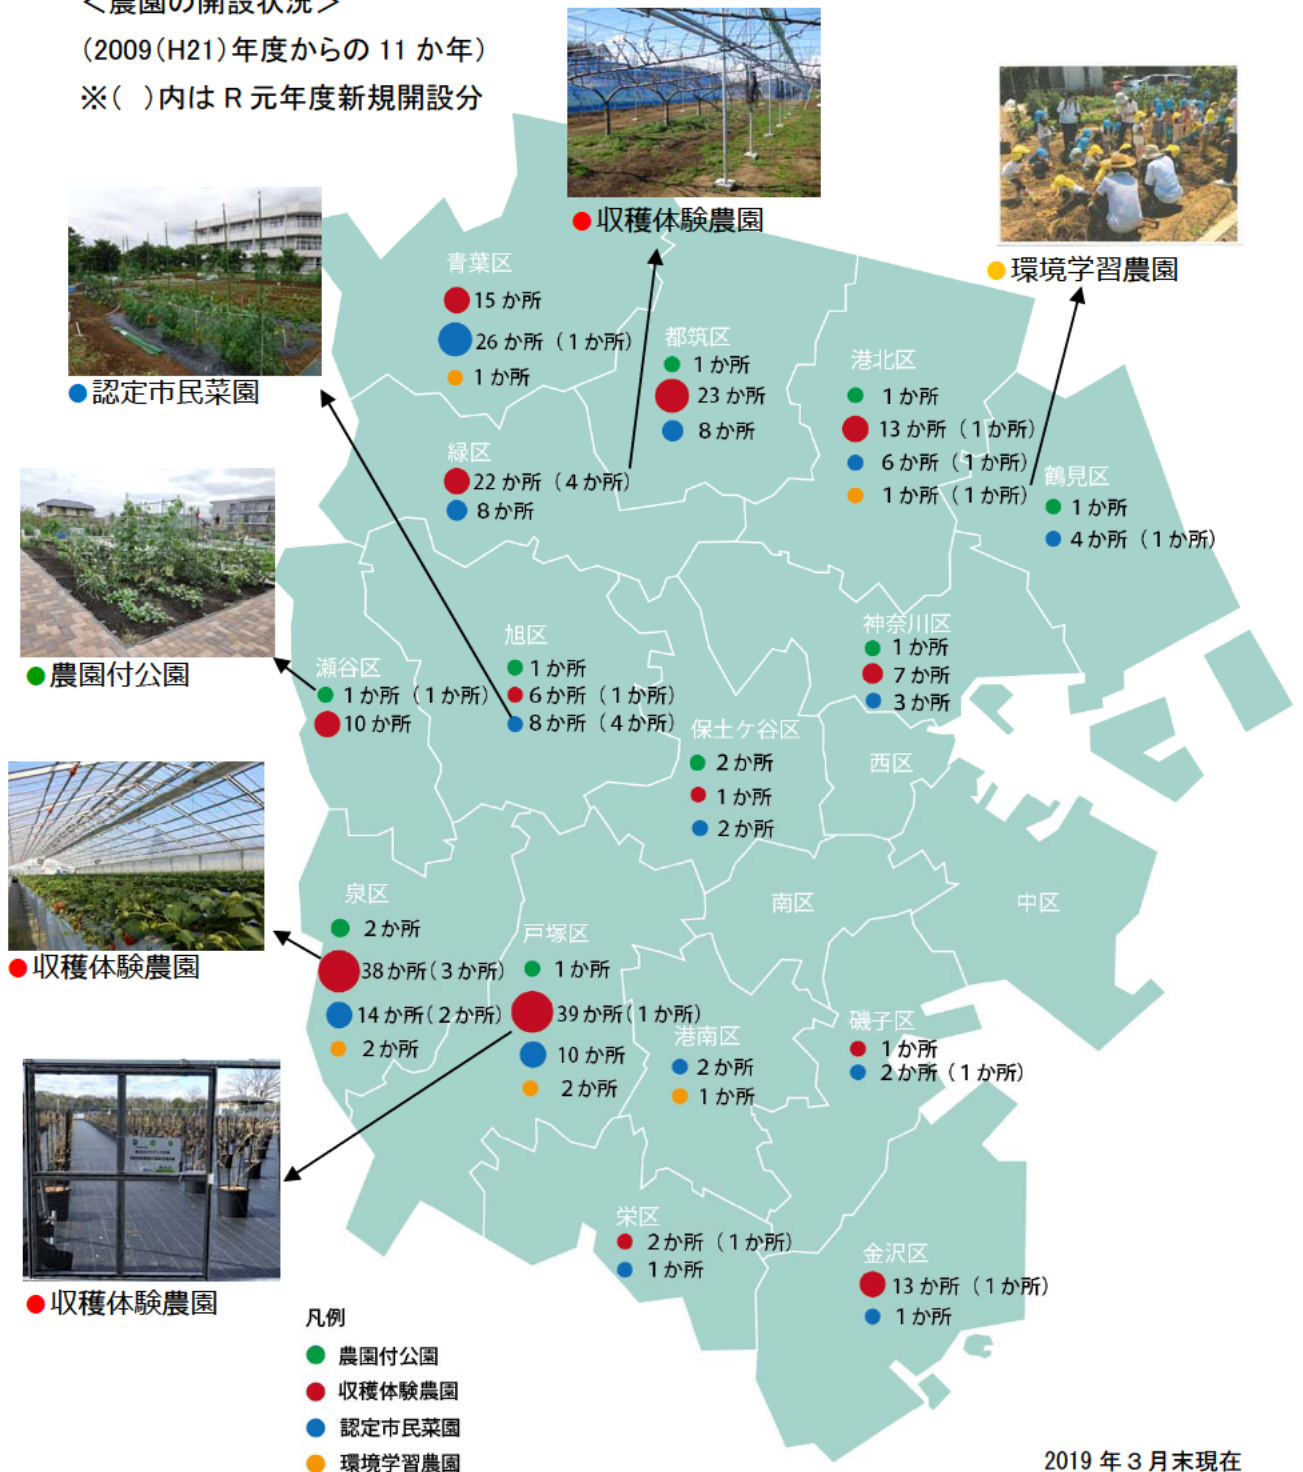 ＜農園の開設状況＞
(2009(H21)年度からの 11 か年)
※(　)内は R 元年度新規開設分
収穫体験農園
環境学習農園
認定市民菜園
農園付公園
収穫体験農園
収穫体験農園
青葉区
15 か所
26 か所（1 か所）
1 か所
都筑区
1 か所
23 か所
8 か所
港北区
1 か所
13 か所（1 か所）
6 か所（1 か所）
1 か所（1 か所）
鶴見区
1 か所
4 か所（1 か所）
緑区
22 か所（4 か所）
8 か所
神奈川区
1 か所
7 か所
3 か所
旭区
1 か所
6 か所（1 か所）
8 か所（4 か所）
瀬谷区
1 か所（1 か所）
10 か所
保土ケ谷区
2 か所
1 か所
2 か所
西区
中区
南区
泉区
2 か所
38 か所（3 か所）
14 か所（2 か所）
2 か所
戸塚区
1 か所
39 か所（1 か所）
10 か所
2 か所
港南区
2 か所
1 か所
磯子区
1 か所
2 か所（1 か所）
栄区
2 か所（1 か所）
1 か所
金沢区
13 か所（1 か所）
1 か所
凡例
農園付公園
収穫体験農園
認定市民菜園
環境学習農園
2019 年 3 月末現在